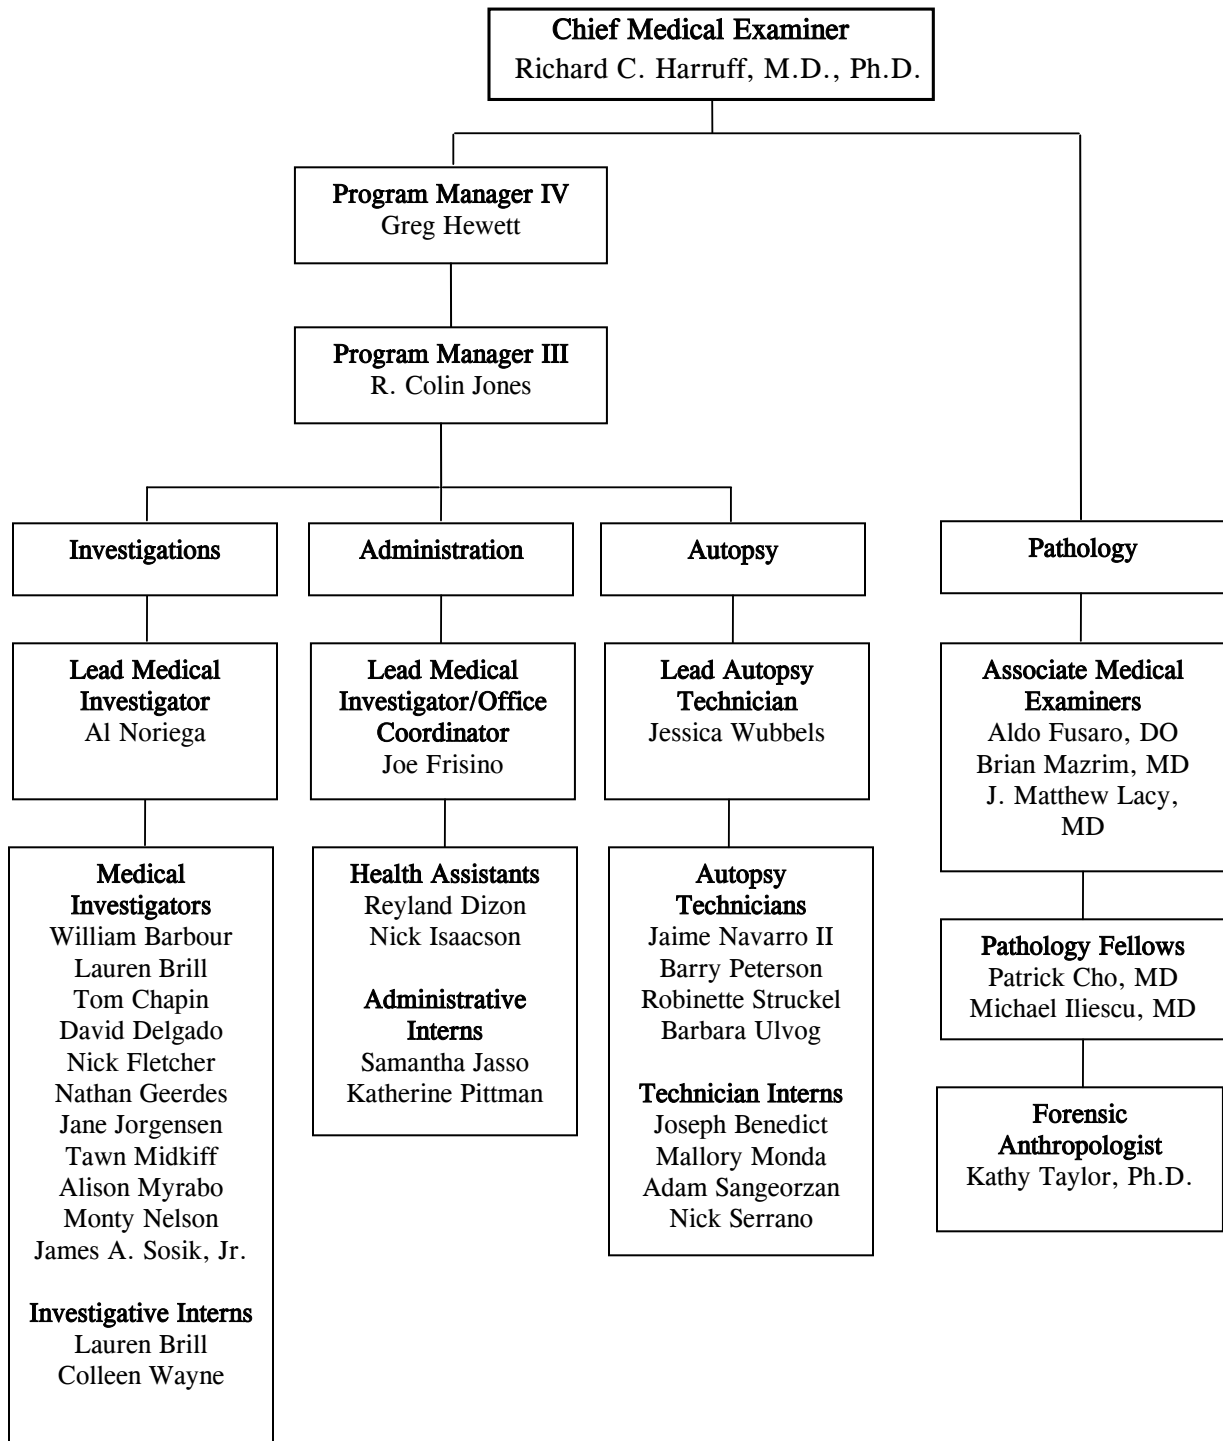 Chief Medical Examiner
Richard C. Harruff, M.D., Ph.D.
Program Manager IV
Greg Hewett
Program Manager III
R. Colin Jones
Investigations
Administration
Autopsy
Pathology
Lead Medical
Investigator
Al Noriega
Lead Medical
Investigator/Office
Coordinator
Joe Frisino
Lead Autopsy
Technician
Jessica Wubbels
Associate Medical
Examiners
Aldo Fusaro, DO
Brian Mazrim, MD
J. Matthew Lacy,
MD
Medical
Investigators
William Barbour
Lauren Brill
Tom Chapin
David Delgado
Nick Fletcher
Nathan Geerdes
Jane Jorgensen
Tawn Midkiff
Alison Myrabo
Monty Nelson
James A. Sosik, Jr.
Investigative Interns
Lauren Brill
Colleen Wayne
Health Assistants
Reyland Dizon
Nick Isaacson
Administrative
Interns
Samantha Jasso
Katherine Pittman
Autopsy
Technicians
Jaime Navarro II
Barry Peterson
Robinette Struckel
Barbara Ulvog
Technician Interns
Joseph Benedict
Mallory Monda
Adam Sangeorzan
Nick Serrano
Pathology Fellows
Patrick Cho, MD
Michael Iliescu, MD
Forensic
Anthropologist
Kathy Taylor, Ph.D.